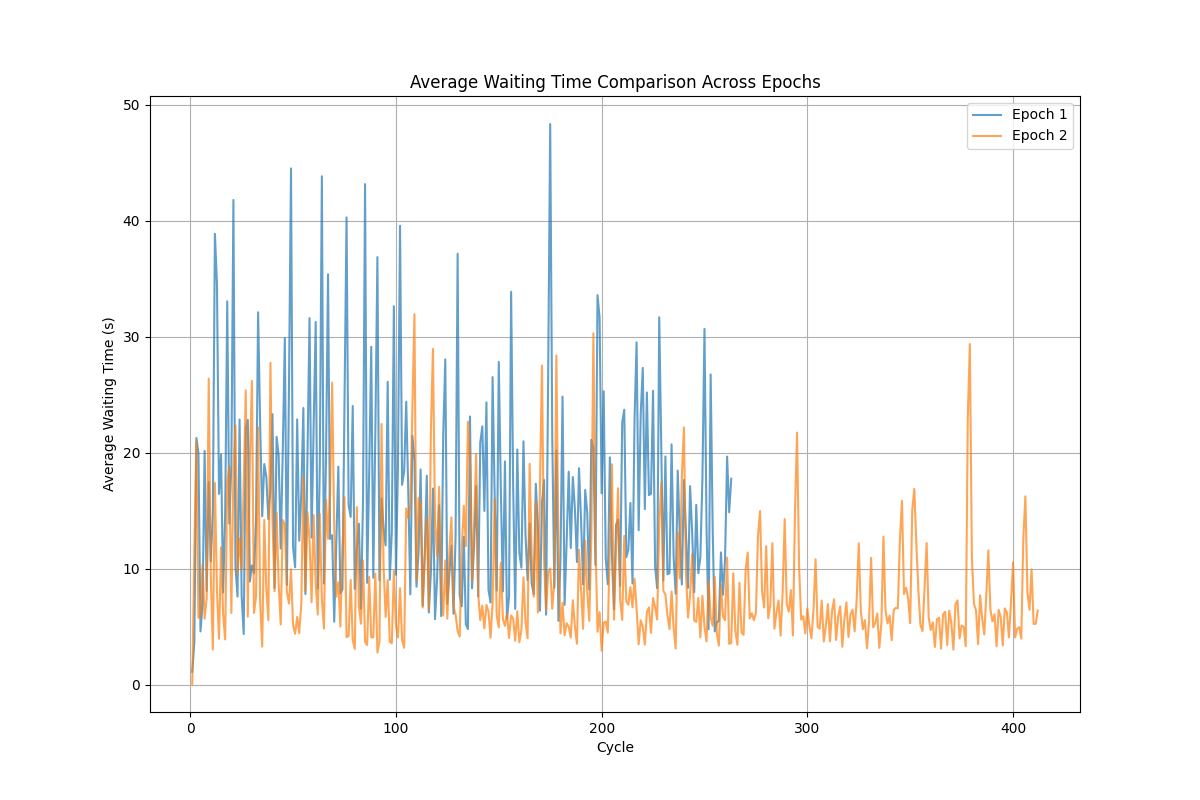 Average Waiting Time Comparison Across Epochs
Epoch 1
Epoch 2
Average Waiting Time (s)
50
40
30
20
10
0
0 100 200 300 400
Cycle